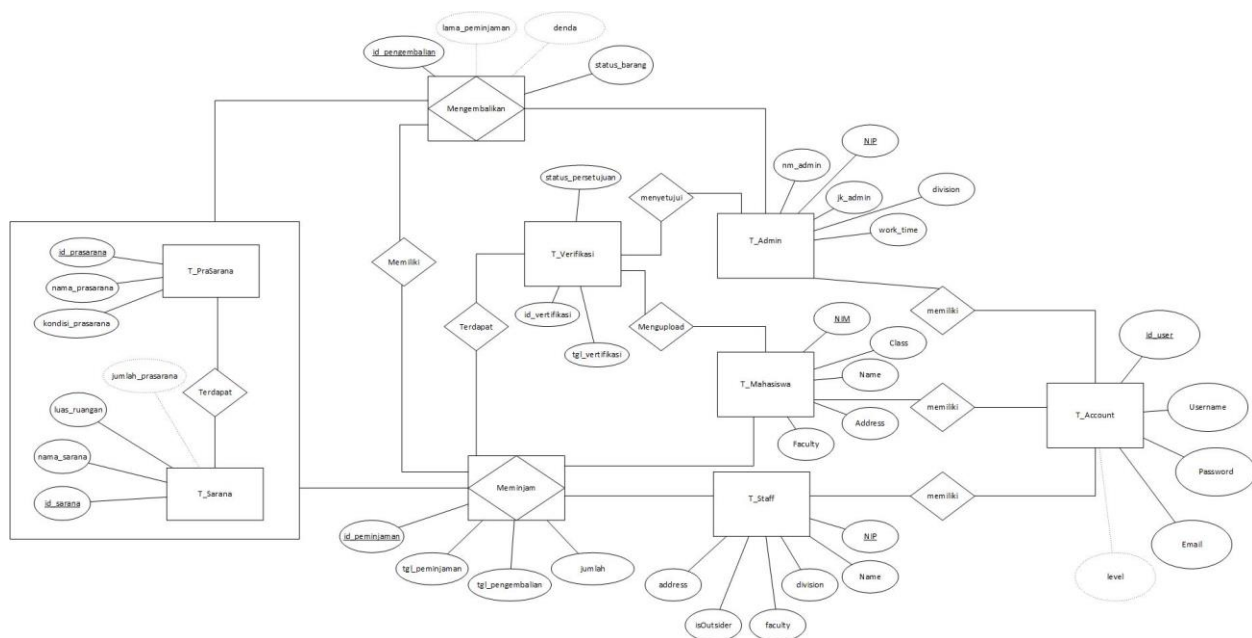 lama_peminjaman
denda
id_pengembalian
status_barang
Mengembalikan
NIP
nm_admin
status_persetujuan
menyetujui
jk_admin
division
work_time
T_Admin
id_prasarana
T_PraSarana
nama_prasarana
kondisi_prasarana
Memiliki
T_Verifikasi
id_vertifikasi
tgl_vertifikasi
Terdapat
Mengupload
memiliki
NIM
Class
Name
T_Mahasiswa
Address
Faculty
memiliki
id_user
Username
T_Account
Password
Email
level
jumlah_prasarana
Terdapat
luas_ruangan
nama_sarana
T_Sarana
id_sarana
Meminjam
T_Staff
memiliki
id_peminjaman
tgl_peminjaman
tgl_pengembalian
jumlah
NIP
address
division
Name
isOutsider
faculty